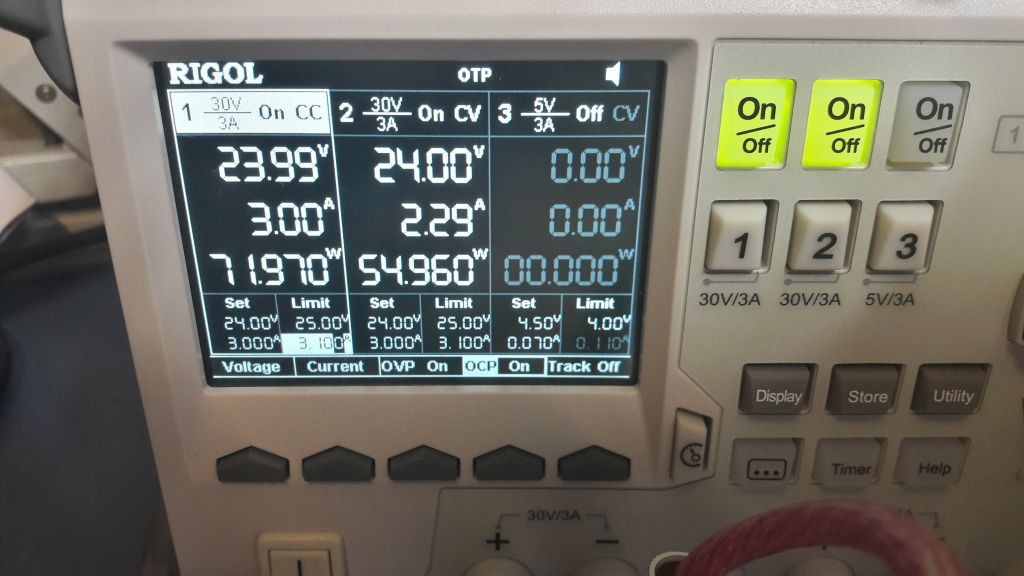 RIGOL OTP
1 30V/3A On CC 2 30V/3A On CV 3 5V/3A Off CV
23.99V 24.00V 0.00V
3.00A 2.29A 0.00A
71.970W 54.960W 00.000W
Set Limit Set Limit Set Limit
24.00V 25.00V 24.00V 25.00V 4.50V 4.00V
3.000A 3.100A 3.000A 3.100A 0.070A 0.110A
Voltage Current OVP On OCP On Track Off
On/Off On/Off On/Off
1
1 2 3
30V/3A 30V/3A 5V/3A
Display Store Utility
... Timer Help
30V/3A
+ −